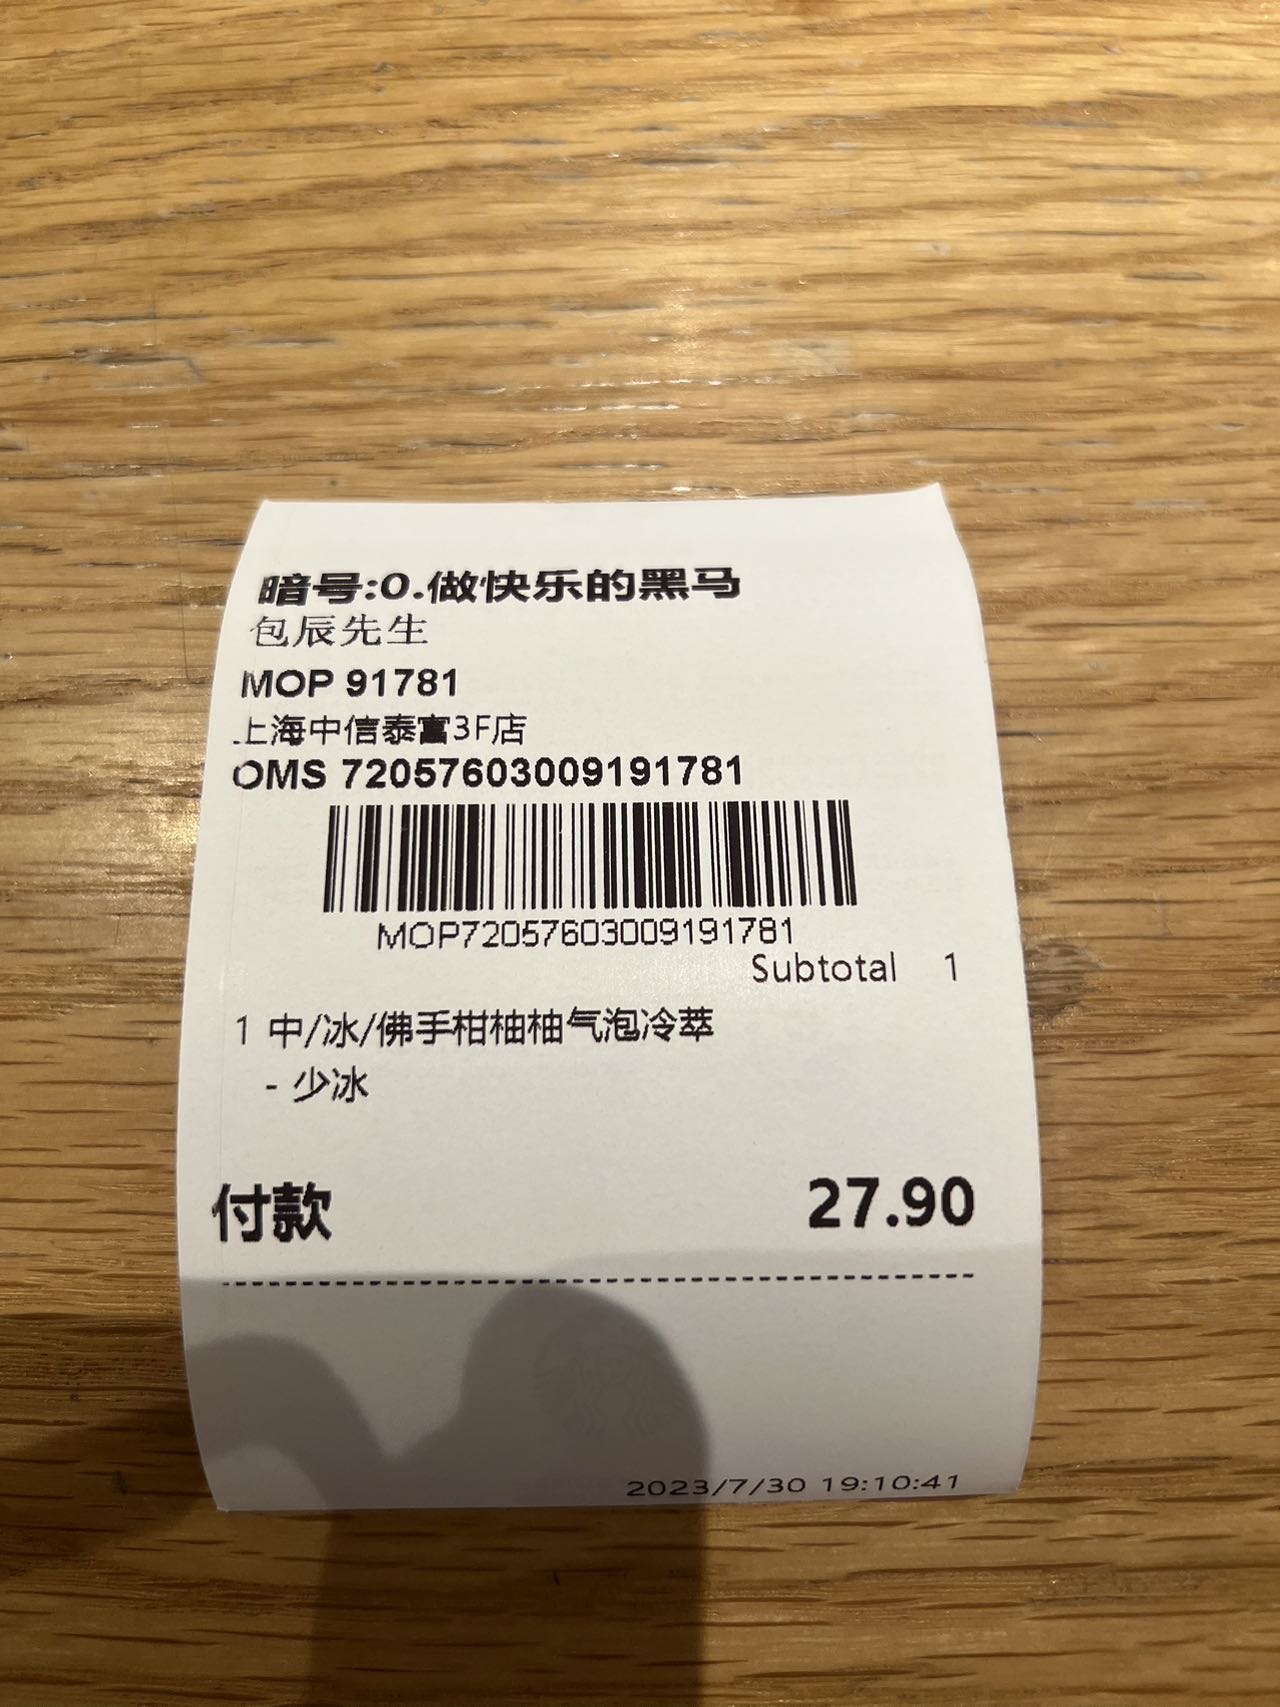 暗号:0.做快乐的黑马
包辰先生
MOP 91781
上海中信泰富3F店
OMS 72057603009191781
MOP72057603009191781
Subtotal 1
1 中/冰/佛手柑柚柚气泡冷萃
- 少冰
付款 27.90
2023/7/30 19:10:41